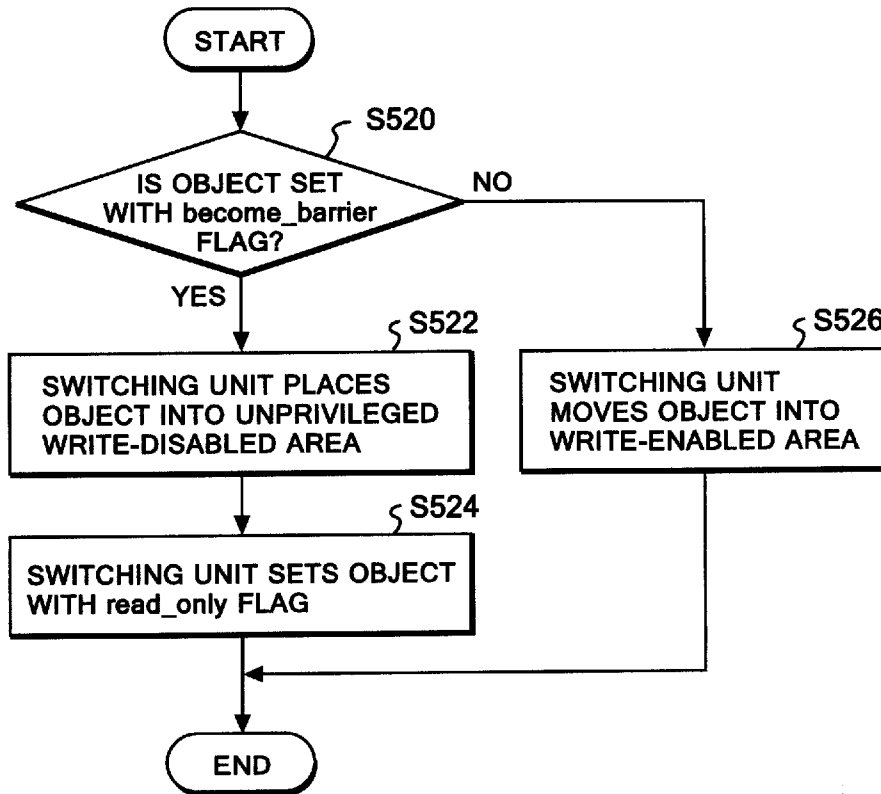 START
S520
IS OBJECT SET
WITH become_barrier
FLAG?
NO
YES
S522
SWITCHING UNIT PLACES
OBJECT INTO UNPRIVILEGED
WRITE-DISABLED AREA
S526
SWITCHING UNIT
MOVES OBJECT INTO
WRITE-ENABLED AREA
S524
SWITCHING UNIT SETS OBJECT
WITH read_only FLAG
END